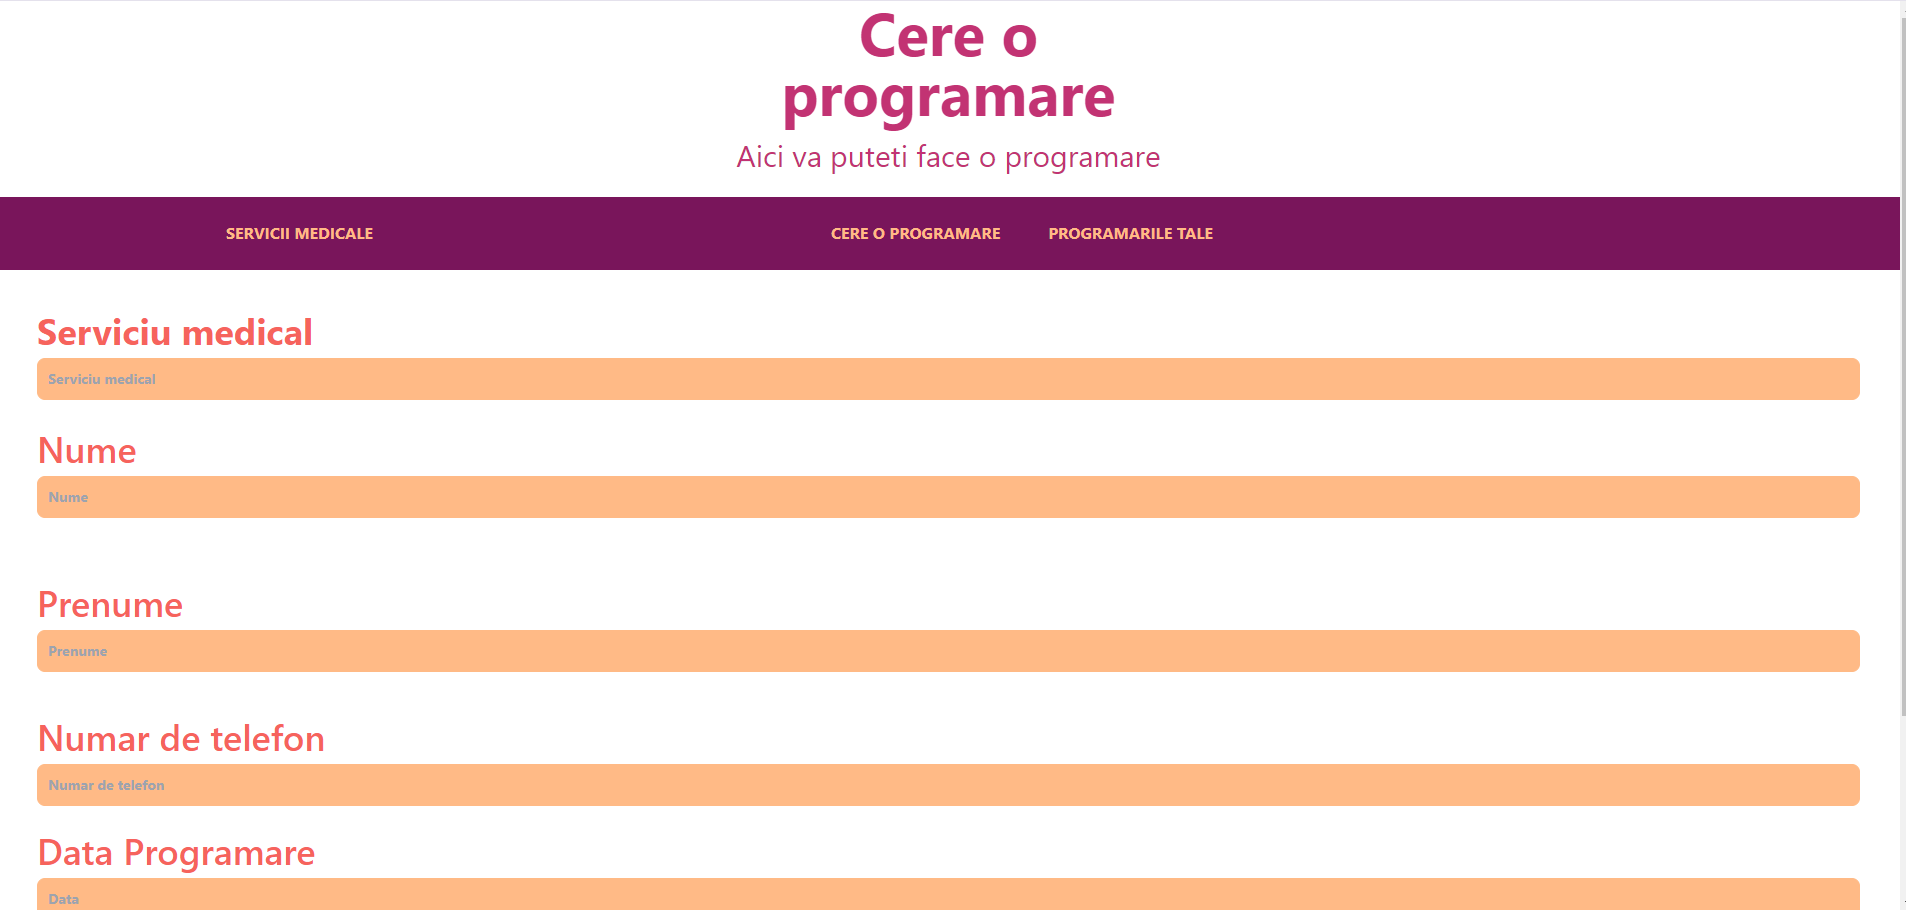 Cere o
programare
Aici va puteti face o programare
SERVICII MEDICALE CERE O PROGRAMARE PROGRAMARILE TALE
Serviciu medical
Serviciu medical
Nume
Nume
Prenume
Prenume
Numar de telefon
Numar de telefon
Data Programare
Data